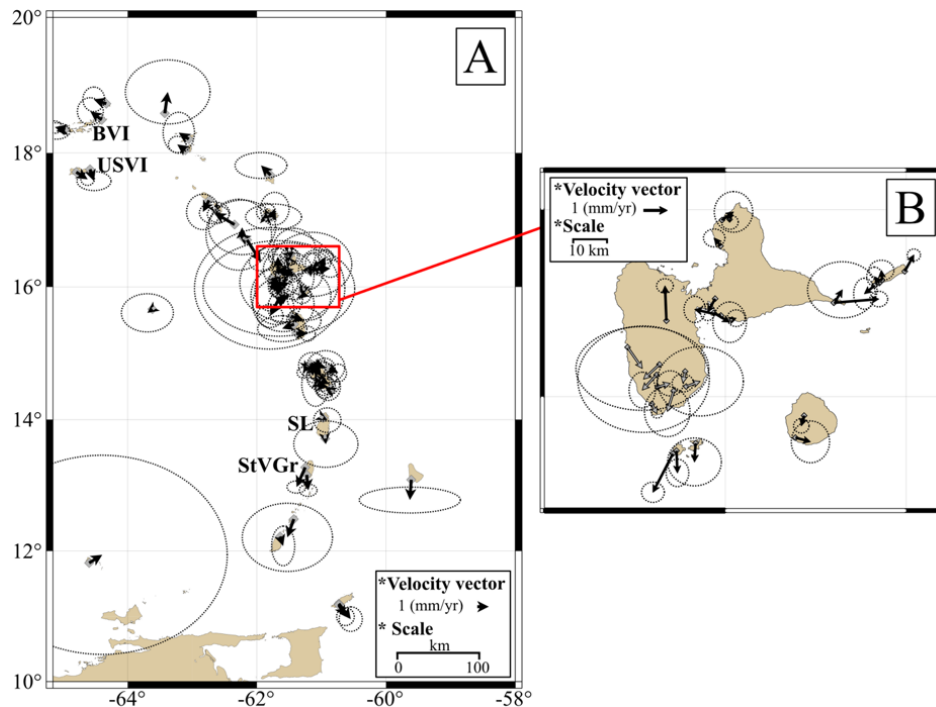 20°
A
18°
BVI
USVI
16°
14°
SL
StVGr
12°
*Velocity vector
1 (mm/yr)
* Scale
km
0 100
10°
-64° -62° -60° -58°
*Velocity vector
1 (mm/yr)
*Scale
10 km
B